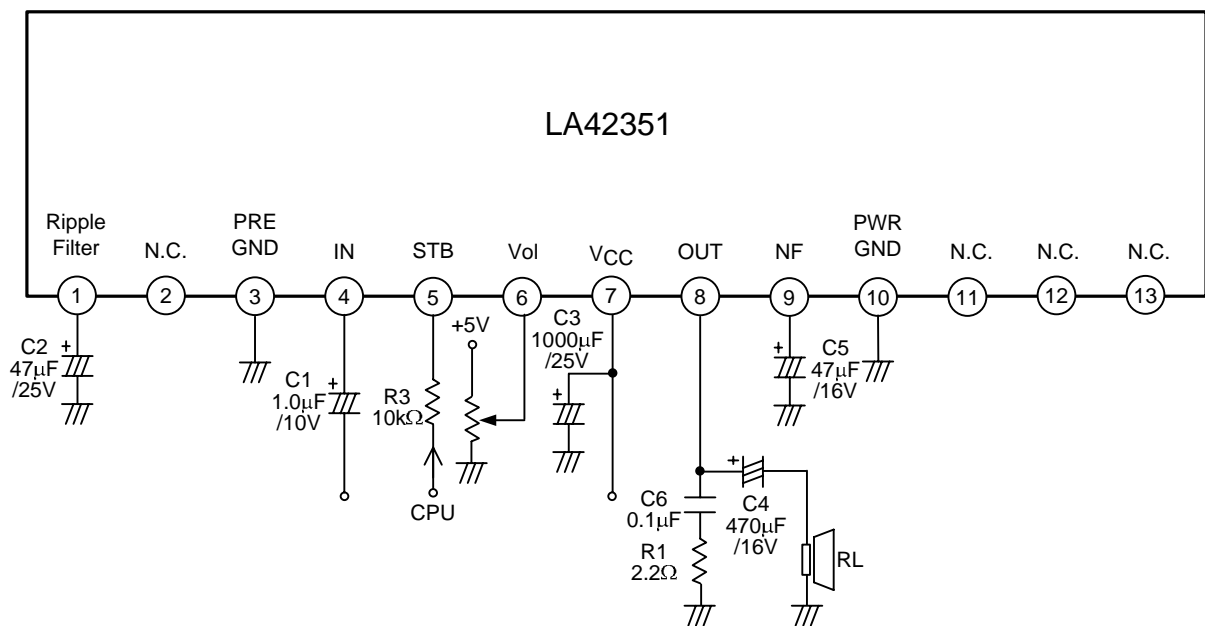 LA42351
Ripple
Filter
N.C.
PRE
GND
IN
STB
Vol
VCC
OUT
NF
PWR
GND
N.C.
N.C.
N.C.
1
2
3
4
5
6
7
8
9
10
11
12
13
+
C2
47μF
/25V
+
C1
1.0μF
/10V
R3
10kΩ
CPU
+5V
C3
1000μF
/25V
+
+
C5
47μF
/16V
C6
0.1μF
R1
2.2Ω
+
C4
470μF
/16V
RL